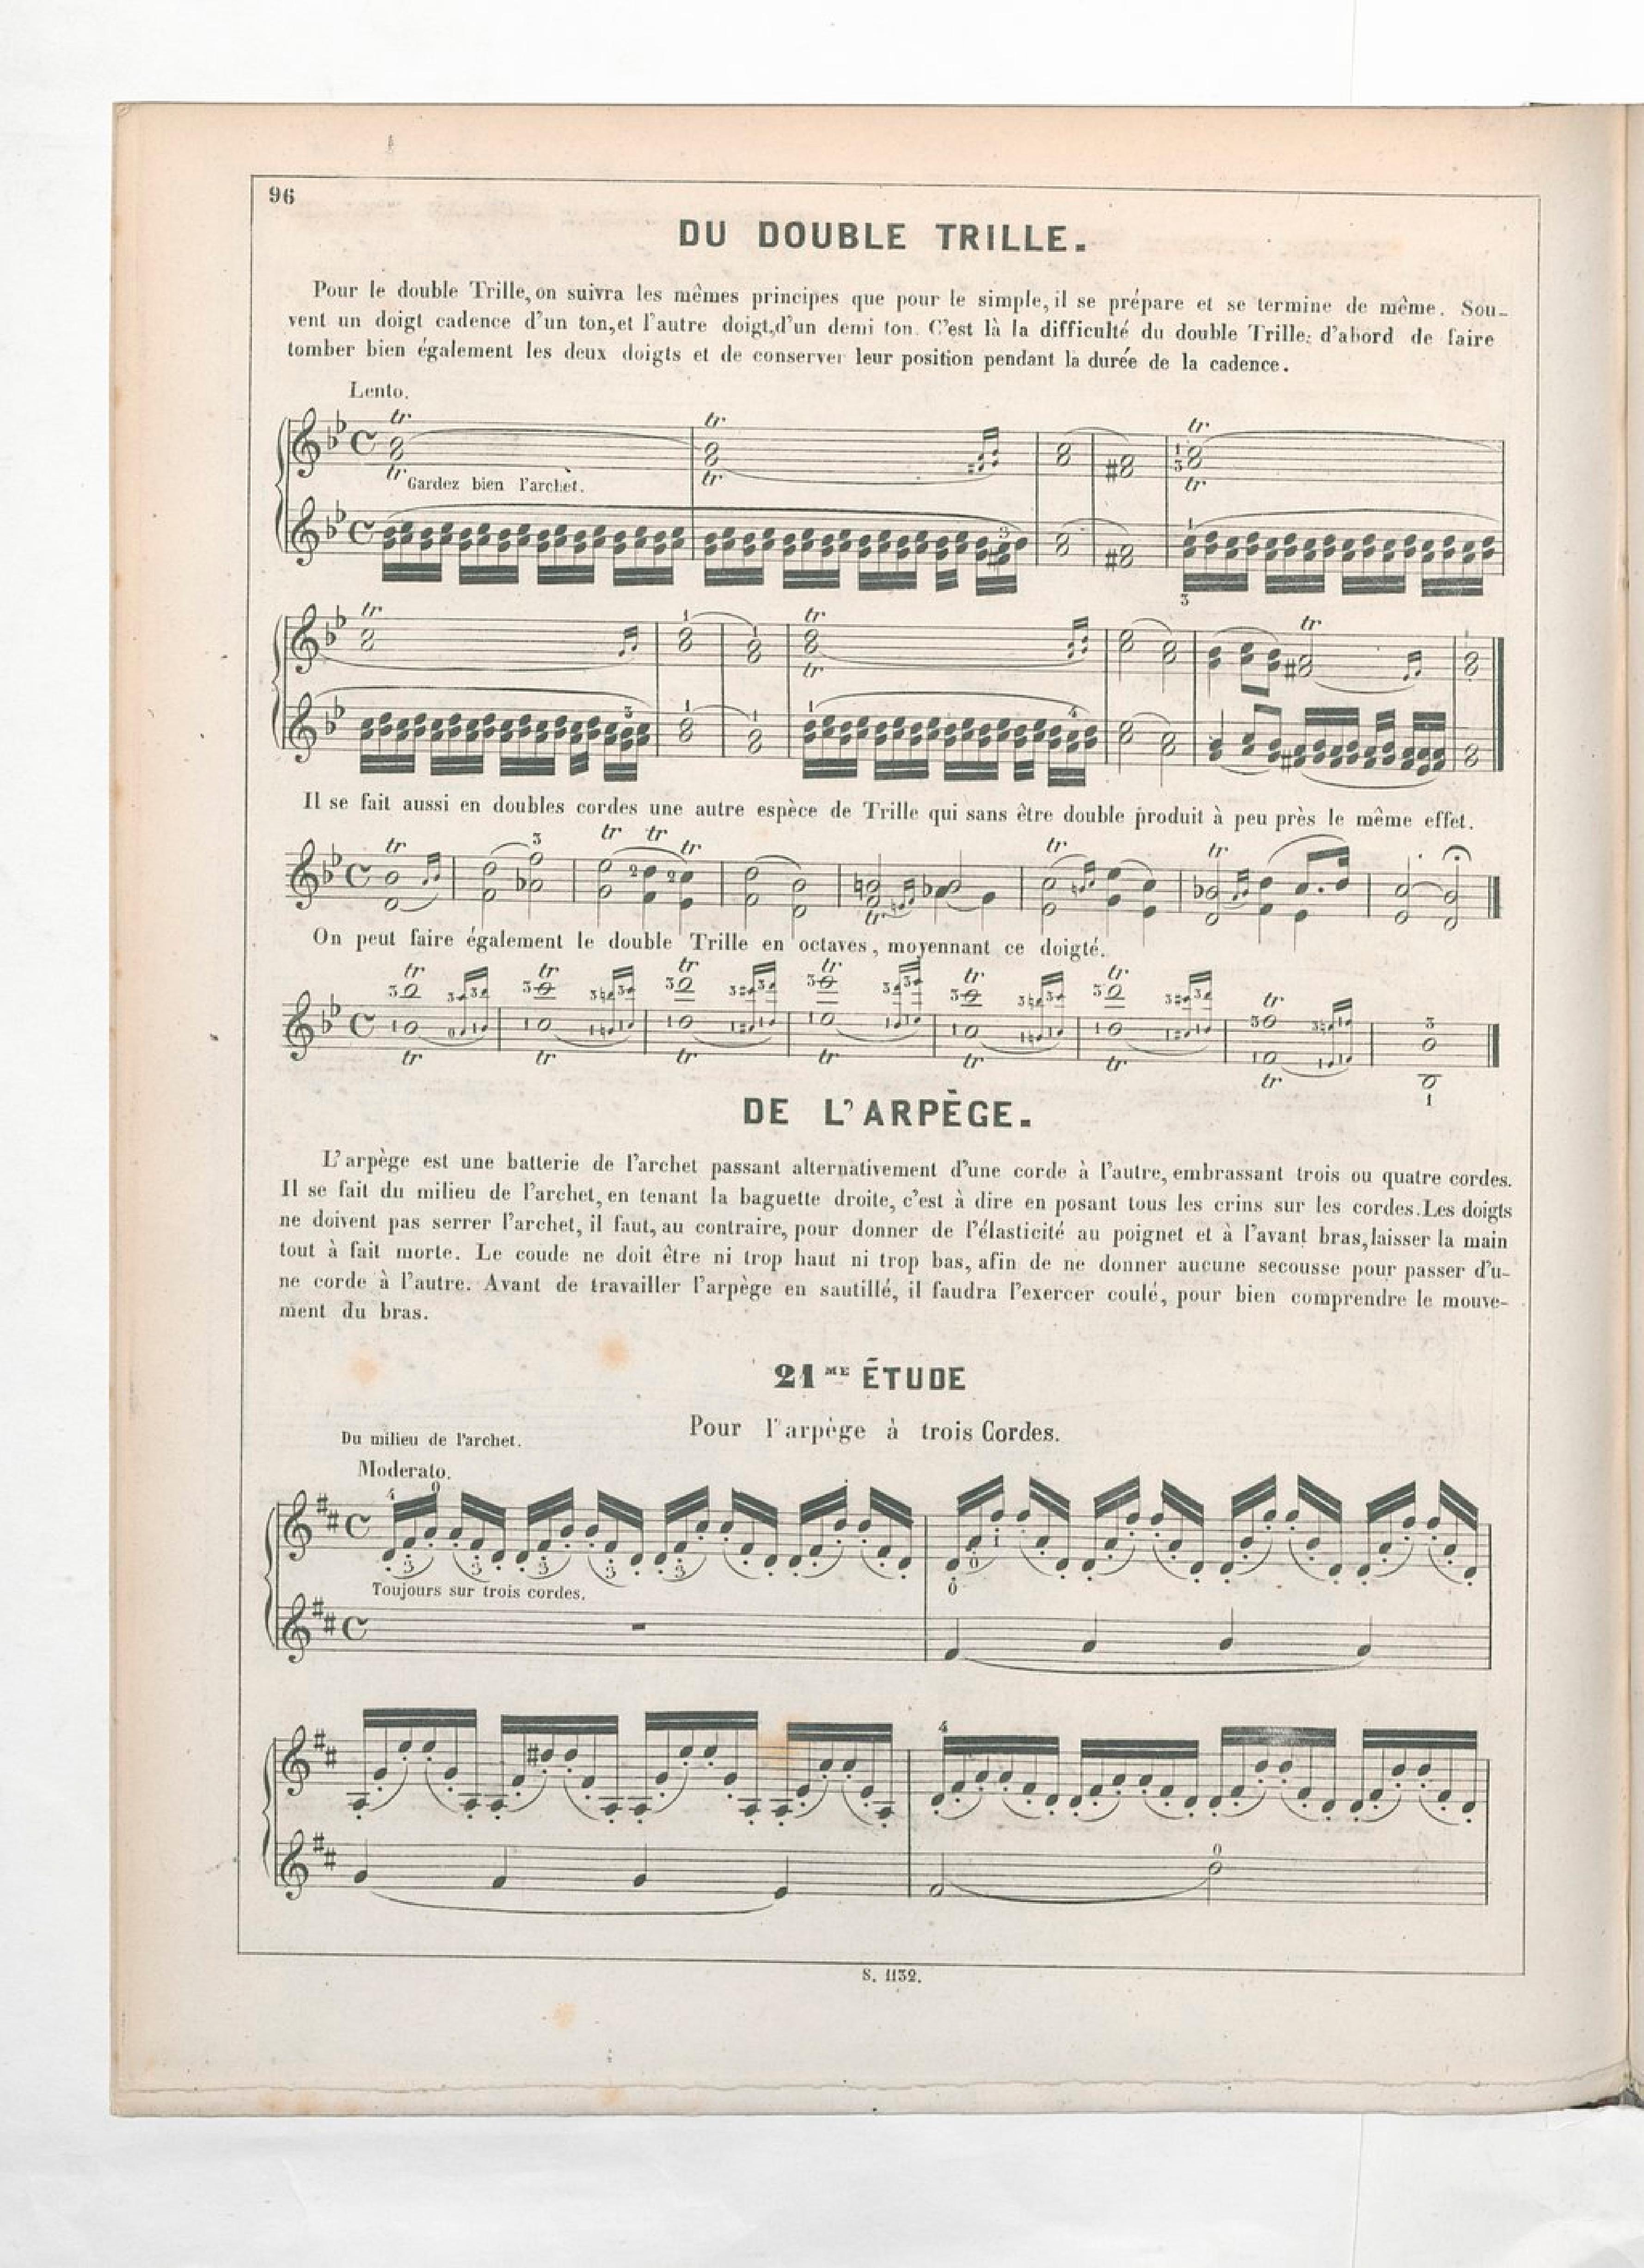 96
DU DOUBLE TRILLE.
Pour le double Trille, on suivra les mêmes principes que pour le simple, il se prépare et se termine de même. Sou-
vent un doigt cadence d'un ton, et l'autre doigt, d'un demi ton. C'est là la difficulté du double Trille: d'abord de faire
tomber bien également les deux doigts et de conserver leur position pendant la durée de la cadence.
Lento.
Gardez bien l'archet.
Il se fait aussi en doubles cordes une autre espèce de Trille qui sans être double produit à peu près le même effet.
On peut faire également le double Trille en octaves, moyennant ce doigté.
DE L'ARPÈGE.
L'arpège est une batterie de l'archet passant alternativement d'une corde à l'autre, embrassant trois ou quatre cordes.
Il se fait du milieu de l'archet, en tenant la baguette droite, c'est à dire en posant tous les crins sur les cordes. Les doigts
ne doivent pas serrer l'archet, il faut, au contraire, pour donner de l'élasticité au poignet et à l'avant bras, laisser la main
tout à fait morte. Le coude ne doit être ni trop haut ni trop bas, afin de ne donner aucune secousse pour passer d'u-
ne corde à l'autre. Avant de travailler l'arpège en sautillé, il faudra l'exercer coulé, pour bien comprendre le mouve-
ment du bras.
21ME ÉTUDE
Pour l'arpège à trois Cordes.
Du milieu de l'archet.
Moderato.
Toujours sur trois cordes.
S. 1132.